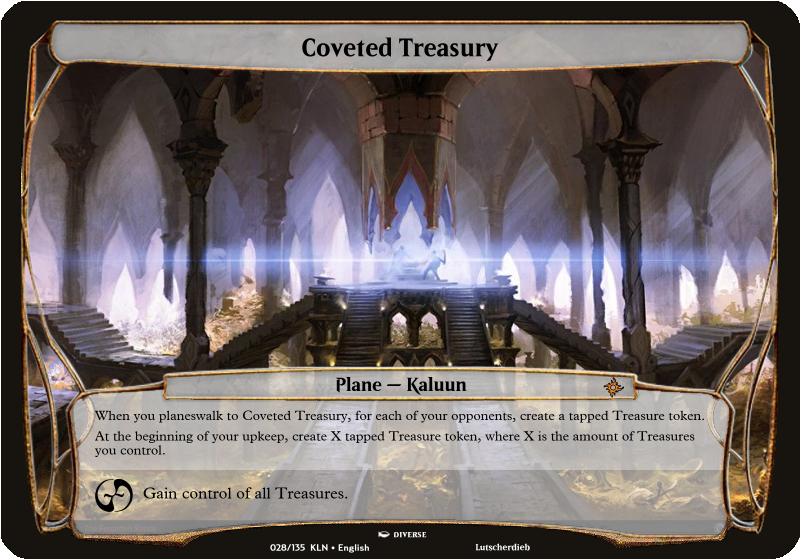 Coveted Treasury
Plane — Kaluun
When you planeswalk to Coveted Treasury, for each of your opponents, create a tapped Treasure token.
At the beginning of your upkeep, create X tapped Treasure token, where X is the amount of Treasures
you control.
Gain control of all Treasures.
DIVERSE
028/135 KLN • English
Lutscherdieb